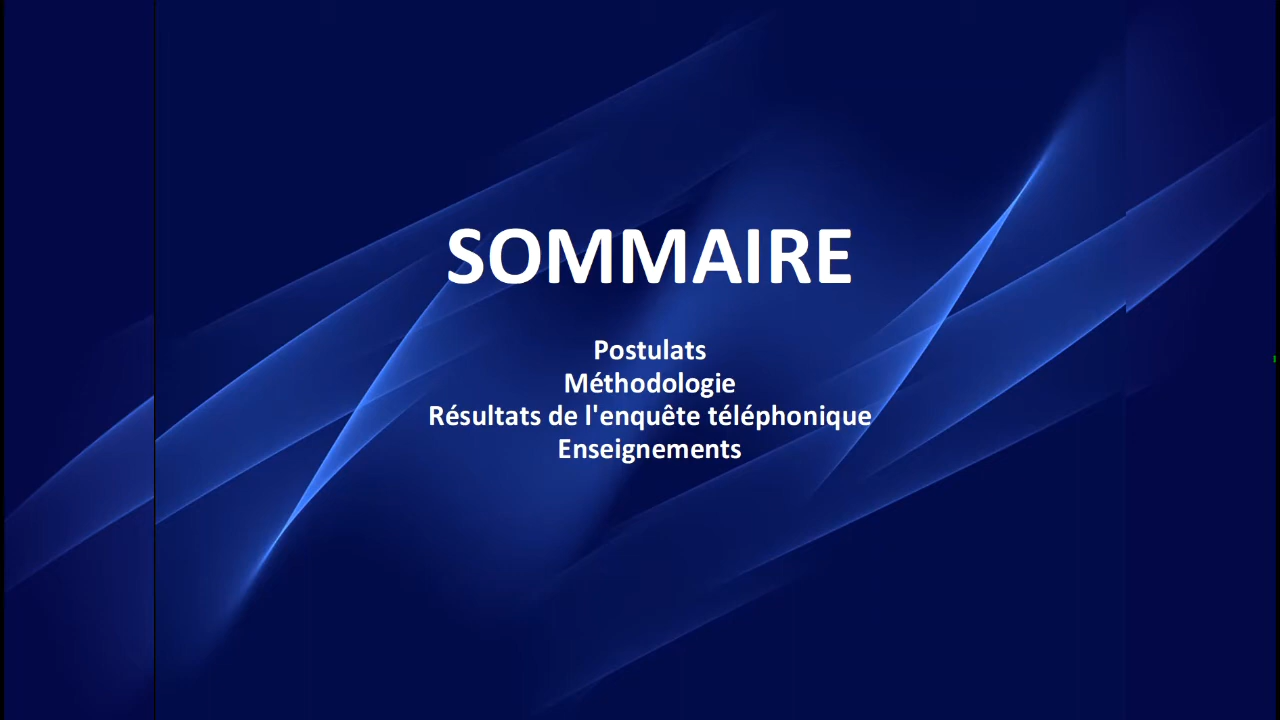 SOMMAIRE
Postulats
Méthodologie
Résultats de l'enquête téléphonique
Enseignements